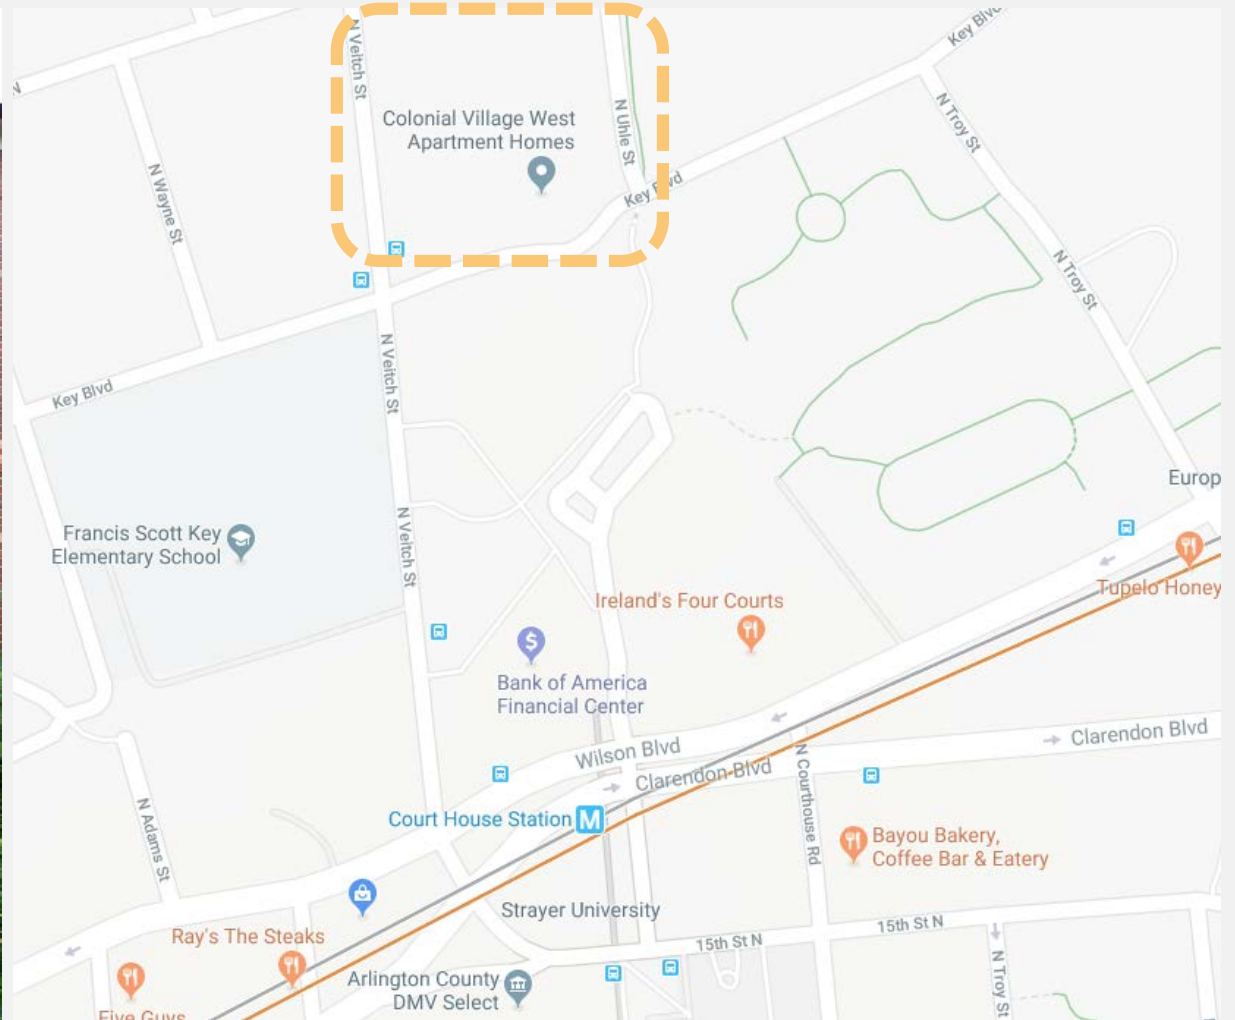 N Veitch St
Key Blvd
N
Colonial Village West
Apartment Homes
N Uhle St
N Troy St
N Wayne St
Key Blvd
N Troy St
N Veitch St
Key Blvd
Europ
Francis Scott Key
Elementary School
N Veitch St
Ireland's Four Courts
Tupelo Honey
Bank of America
Financial Center
Wilson Blvd
Clarendon Blvd
Clarendon Blvd
N Courthouse Rd
Court House Station M
N Adams St
Bayou Bakery,
Coffee Bar & Eatery
Strayer University
Ray's The Steaks
15th St N
15th St N
Arlington County
DMV Select
N Troy St
Five Guys